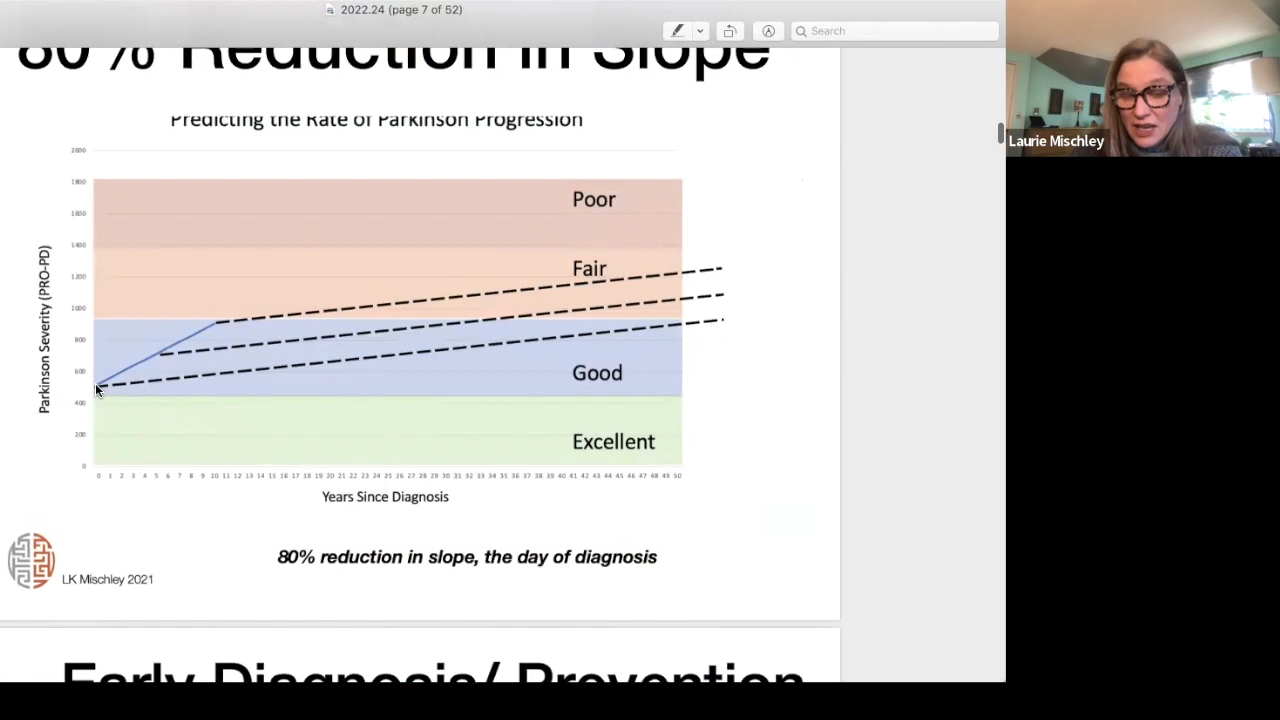 2022.24 (page 7 of 52)
Search
80% Reduction in Slope
Laurie Mischley
Predicting the Rate of Parkinson Progression
2000
1800
1600
1400
1200
1000
800
600
400
200
0
Parkinson Severity (PRO-PD)
Poor
Fair
Good
Excellent
0 1 2 3 4 5 6 7 8 9 10 11 12 13 14 15 16 17 18 19 20 21 22 23 24 25 26 27 28 29 30 31 32 33 34 35 36 37 38 39 40 41 42 43 44 45 46 47 48 49 50
Years Since Diagnosis
80% reduction in slope, the day of diagnosis
LK Mischley 2021
Early Diagnosis/ Prevention